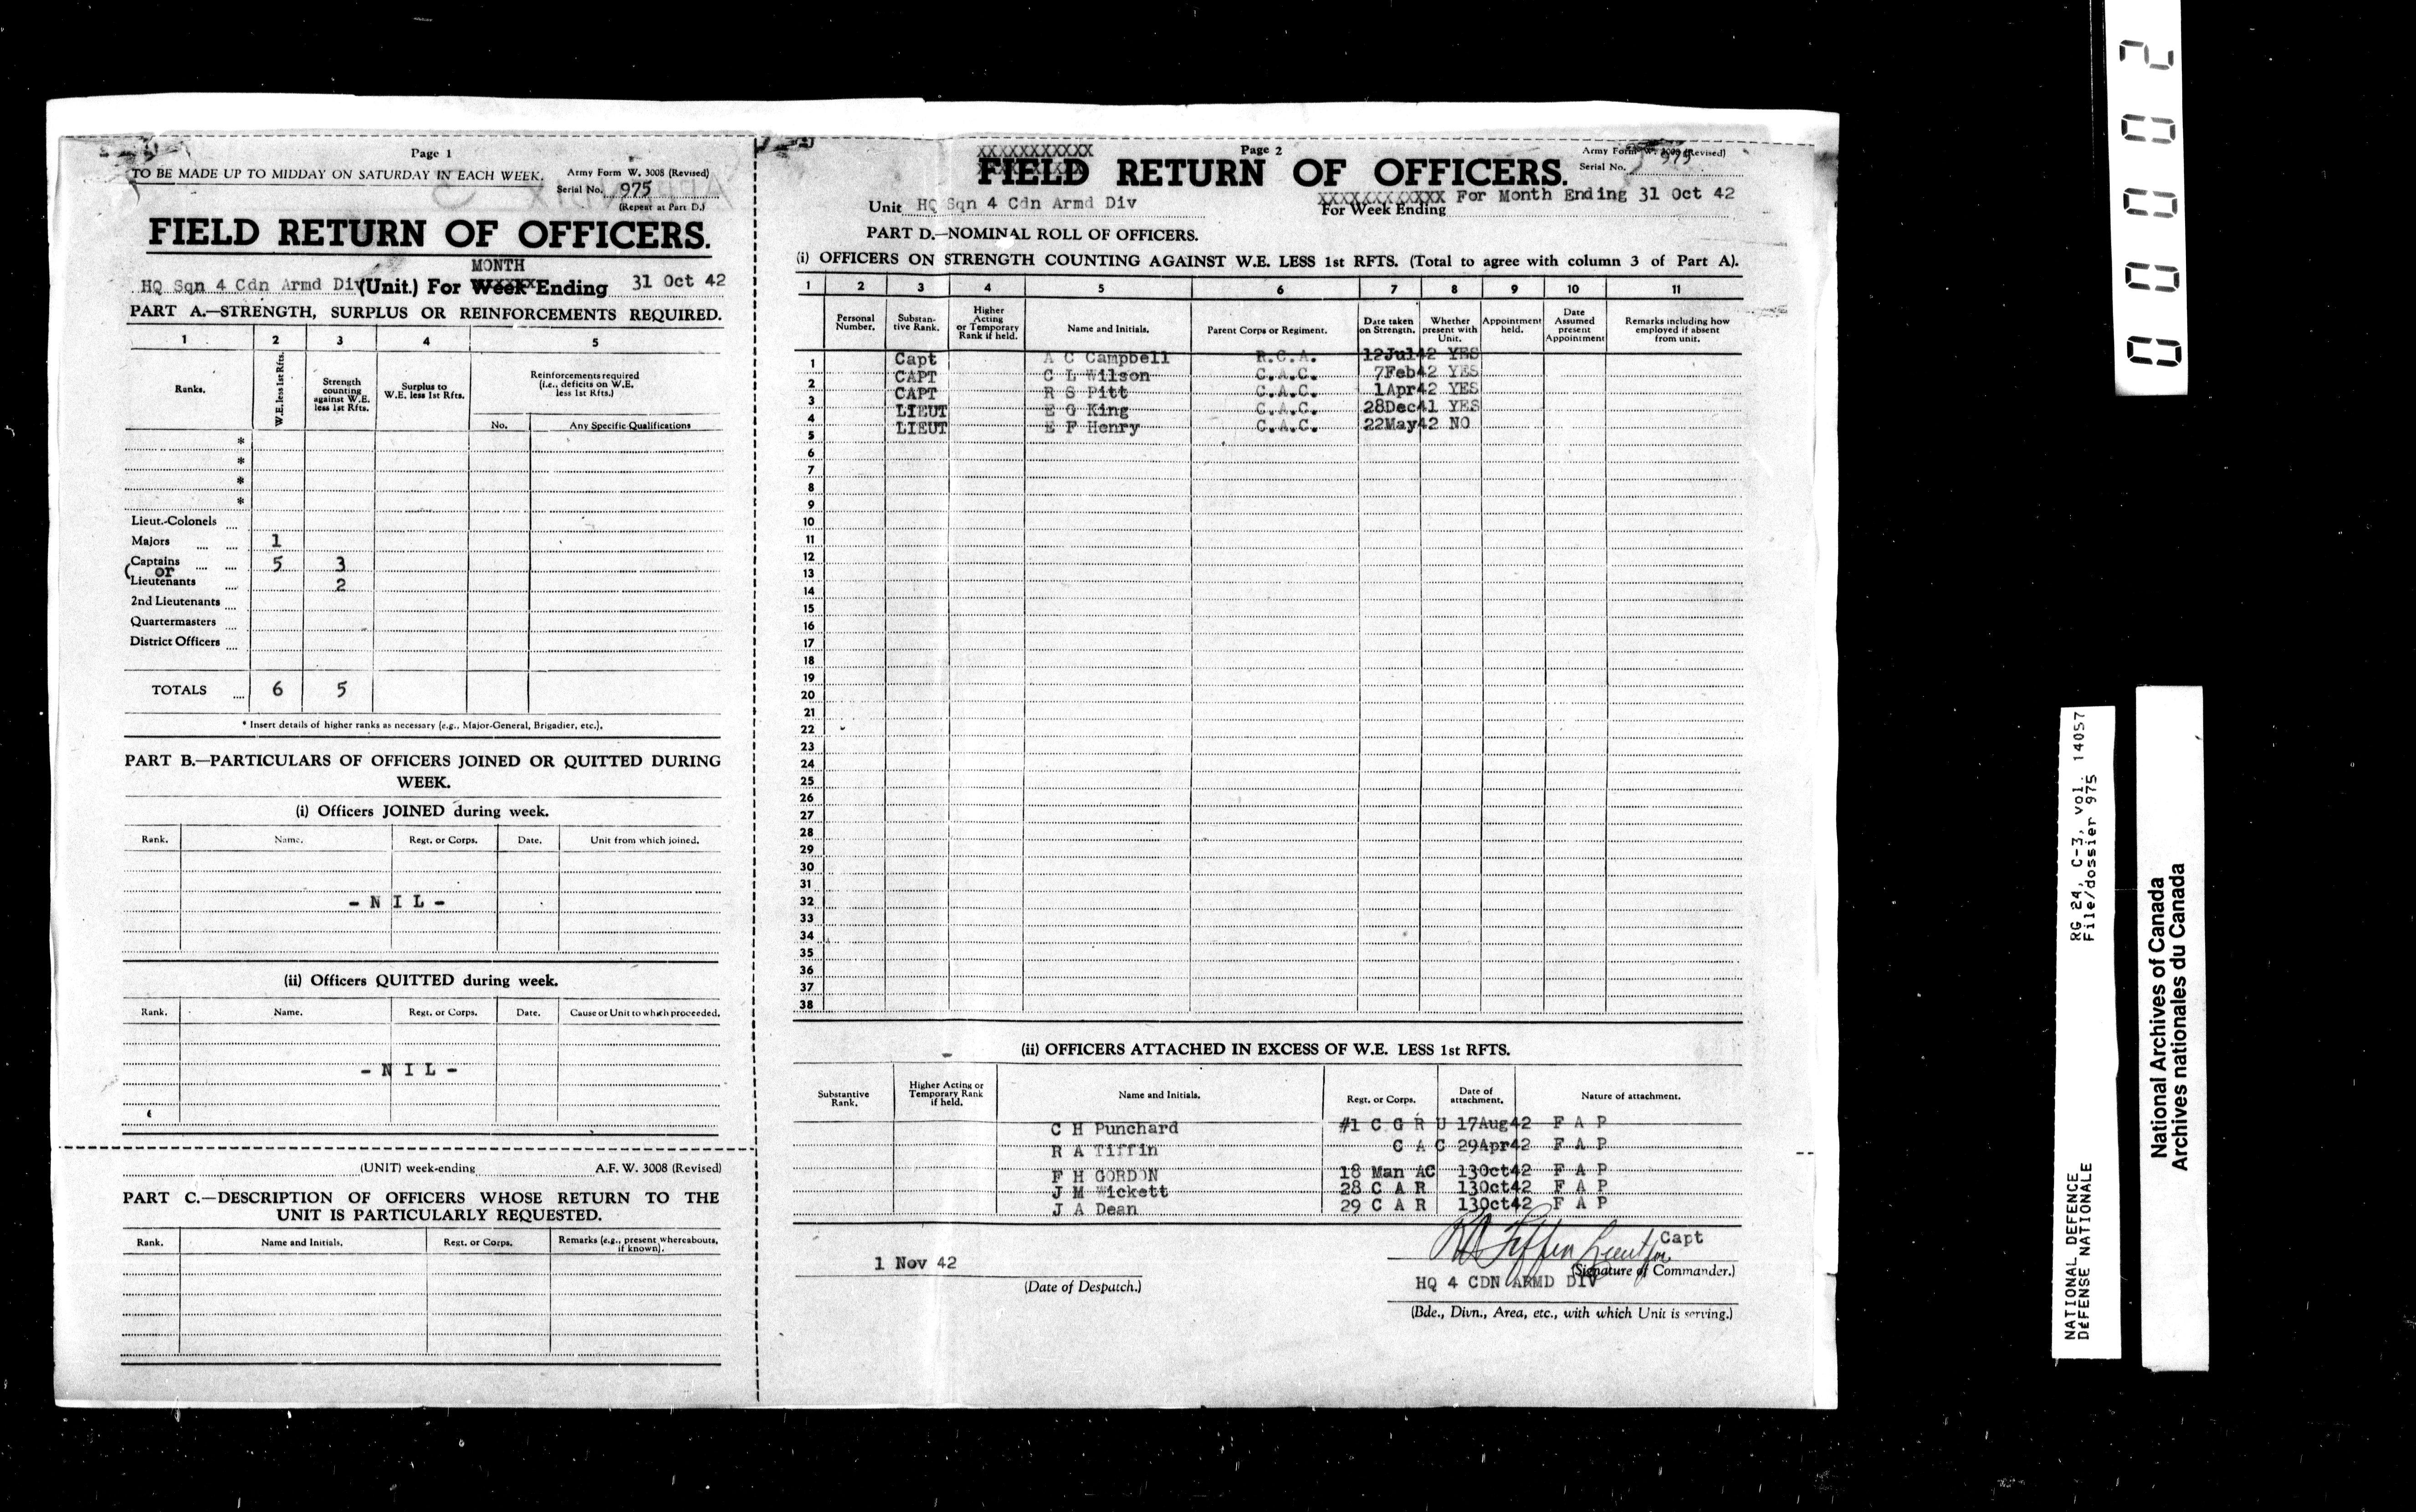 Page 1
TO BE MADE UP TO MIDDAY ON SATURDAY IN EACH WEEK.
Army Form W. 3008 (Revised)
Serial No. 975
(Repeat at Part D.)
FIELD RETURN OF OFFICERS.
MONTH
HQ Sqn 4 Cdn Armd Div (Unit.) For Week Ending 31 Oct 42
PART A.—STRENGTH, SURPLUS OR REINFORCEMENTS REQUIRED.
1 2 3 4 5
Ranks.
W.E. less 1st Rfts.
Strength counting against W.E. less 1st Rfts.
Surplus to W.E. less 1st Rfts.
Reinforcements required (i.e., deficits on W.E. less 1st Rfts.)
No. Any Specific Qualifications
*
*
*
*
Lieut.-Colonels ....
Majors .... .... 1
Captains .... .... 5 3
( or
Lieutenants .... 2
2nd Lieutenants ....
Quartermasters ....
District Officers ....
TOTALS .... 6 5
* Insert details of higher ranks as necessary (e.g., Major-General, Brigadier, etc.).
PART B.—PARTICULARS OF OFFICERS JOINED OR QUITTED DURING
WEEK.
(i) Officers JOINED during week.
Rank. Name. Regt. or Corps. Date. Unit from which joined.
- N I L -
(ii) Officers QUITTED during week.
Rank. Name. Regt. or Corps. Date. Cause or Unit to which proceeded.
- N I L -
(UNIT) week-ending A.F. W. 3008 (Revised)
PART C.—DESCRIPTION OF OFFICERS WHOSE RETURN TO THE
UNIT IS PARTICULARLY REQUESTED.
Rank. Name and Initials. Regt. or Corps. Remarks (e.g., present whereabouts, if known).
XXXXXXXXXXX
Page 2
Army Form W. 3008 (Revised)
Serial No. 975
FIELD RETURN OF OFFICERS.
Unit HQ Sqn 4 Cdn Armd Div
For Week Ending For Month Ending 31 Oct 42
PART D.—NOMINAL ROLL OF OFFICERS.
(i) OFFICERS ON STRENGTH COUNTING AGAINST W.E. LESS 1st RFTS. (Total to agree with column 3 of Part A).
1 2 3 4 5 6 7 8 9 10 11
Personal Number.
Substantive Rank.
Higher Acting or Temporary Rank if held.
Name and Initials.
Parent Corps or Regiment.
Date taken on Strength.
Whether present with Unit.
Appointment held.
Date Assumed present Appointment
Remarks including how employed if absent from unit.
1 Capt A C Campbell R.C.A. 12Jul42 YES
2 CAPT C L Wilson C.A.C. 7Feb42 YES
3 CAPT R S Pitt C.A.C. 1Apr42 YES
4 LIEUT E G King C.A.C. 28Dec41 YES
5 LIEUT E F Henry C.A.C. 22May42 NO
6
7
8
9
10
11
12
13
14
15
16
17
18
19
20
21
22
23
24
25
26
27
28
29
30
31
32
33
34
35
36
37
38
(ii) OFFICERS ATTACHED IN EXCESS OF W.E. LESS 1st RFTS.
Substantive Rank.
Higher Acting or Temporary Rank if held.
Name and Initials.
Regt. or Corps.
Date of attachment.
Nature of attachment.
C H Punchard #1 C G R U 17Aug42 F A P
R A Tiffin C A C 29Apr42 F A P
F H GORDON 18 Man AC 13Oct42 F A P
J M Wickett 28 C A R 13Oct42 F A P
J A Dean 29 C A R 13Oct42 F A P
1 Nov 42
(Date of Despatch.)
RA Tiffin Lieut for Capt
(Signature of Commander.)
HQ 4 CDN ARMD DIV
(Bde., Divn., Area, etc., with which Unit is serving.)
00002
RG 24, C-3, vol. 14057
File/dossier 975
NATIONAL DEFENCE
DÉFENSE NATIONALE
National Archives of Canada
Archives nationales du Canada